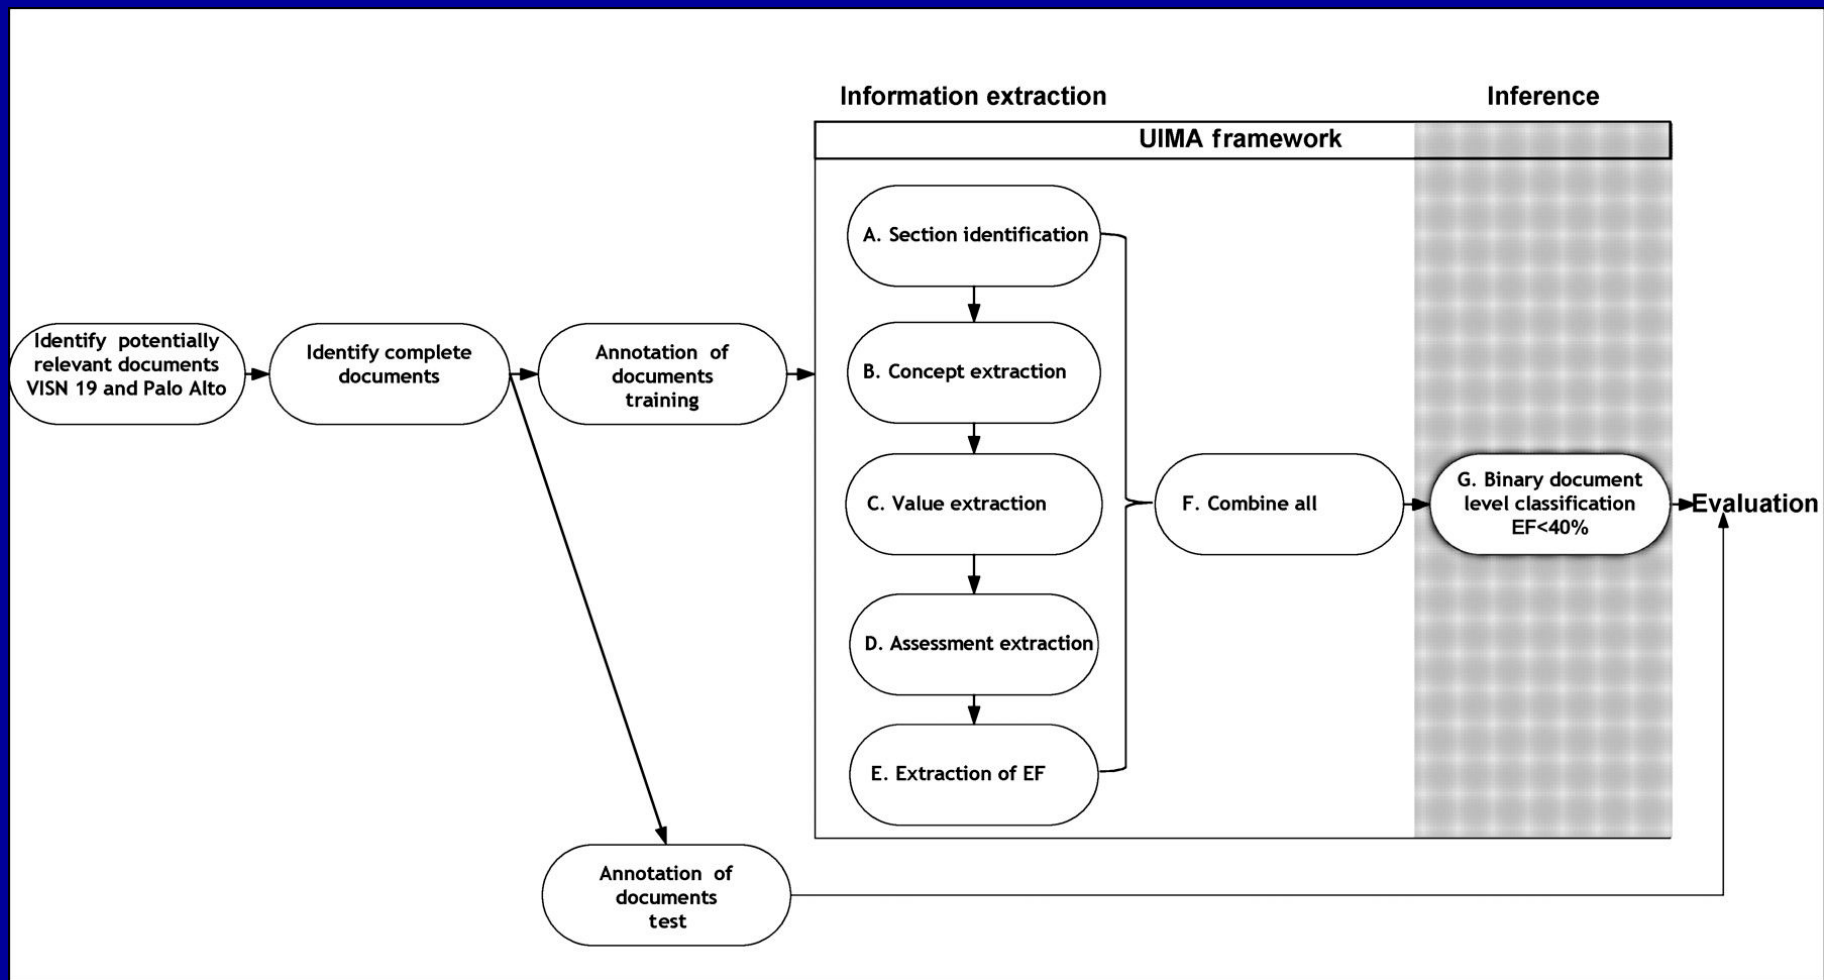 Information extraction
Inference
UIMA framework
A. Section identification
Identify potentially
relevant documents
VISN 19 and Palo Alto
Identify complete
documents
Annotation of
documents
training
B. Concept extraction
C. Value extraction
D. Assessment extraction
E. Extraction of EF
F. Combine all
G. Binary document
level classification
EF<40%
Evaluation
Annotation of
documents
test